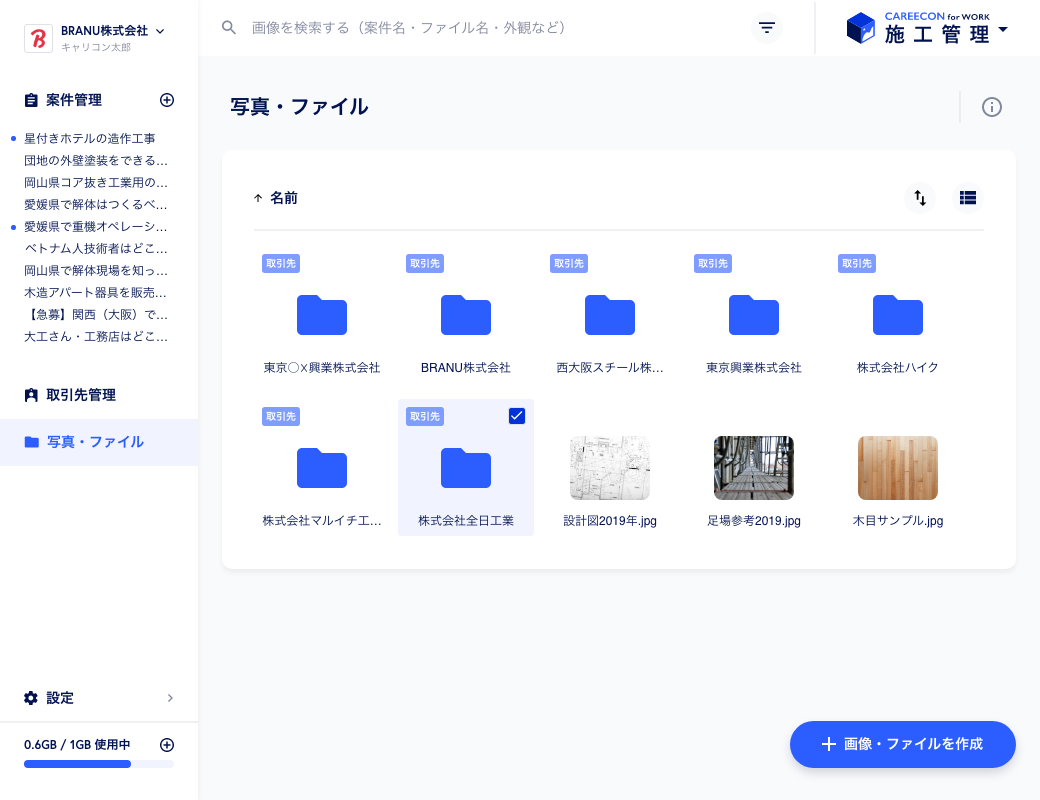 BRANU株式会社
キャリコン太郎
画像を検索する（案件名・ファイル名・外観など）
CAREECON for WORK
施工管理
案件管理
星付きホテルの造作工事
団地の外壁塗装をできる…
岡山県コア抜き工業用の…
愛媛県で解体はつくるべ…
愛媛県で重機オペレーシ…
ベトナム人技術者はどこ…
岡山県で解体現場を知っ…
木造アパート器具を販売…
【急募】関西（大阪）で…
大工さん・工務店はどこ…
取引先管理
写真・ファイル
設定
0.6GB / 1GB 使用中
写真・ファイル
名前
取引先
取引先
取引先
取引先
取引先
東京○×興業株式会社
BRANU株式会社
西大阪スチール株…
東京興業株式会社
株式会社ハイク
取引先
取引先
株式会社マルイチ工…
株式会社全日工業
設計図2019年.jpg
足場参考2019.jpg
木目サンプル.jpg
画像・ファイルを作成